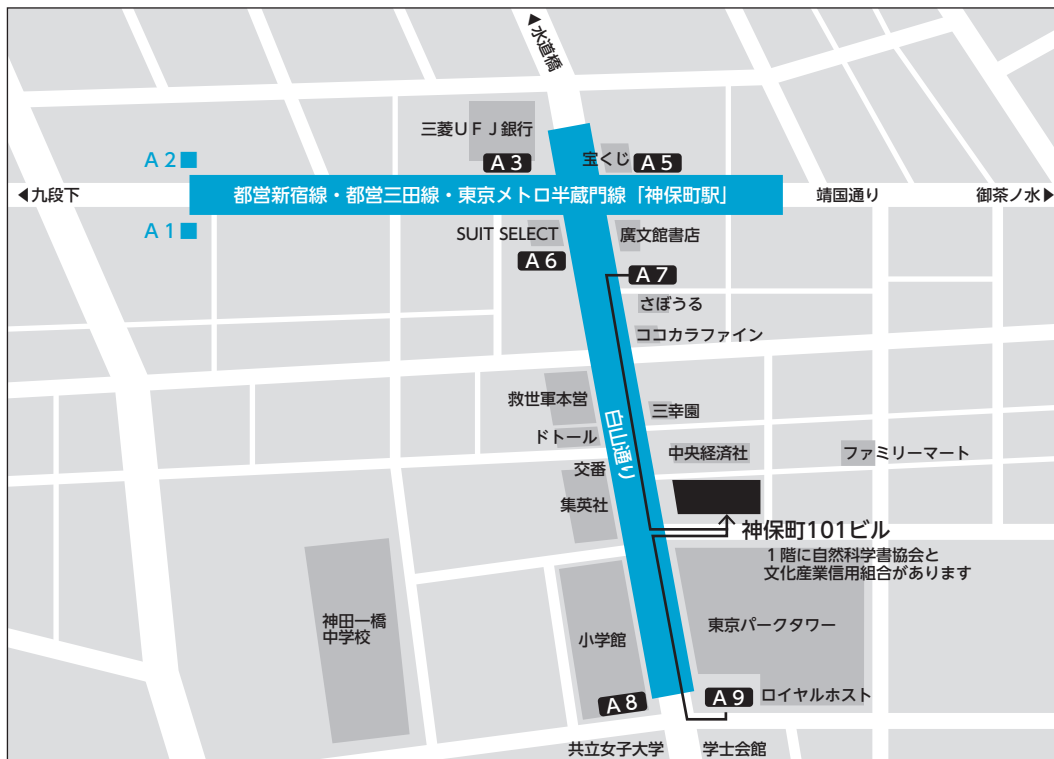 ▲水道橋
三菱UFJ銀行
A3
宝くじ
A5
A2
◀九段下
都営新宿線・都営三田線・東京メトロ半蔵門線「神保町駅」
靖国通り
御茶ノ水▶
A1
SUIT SELECT
廣文館書店
A6
A7
さぼうる
ココカラファイン
救世軍本営
白山通り
三幸園
ドトール
中央経済社
ファミリーマート
交番
集英社
神保町101ビル
1階に自然科学書協会と
文化産業信用組合があります
神田一橋
中学校
小学館
東京パークタワー
A8
A9
ロイヤルホスト
共立女子大学
学士会館